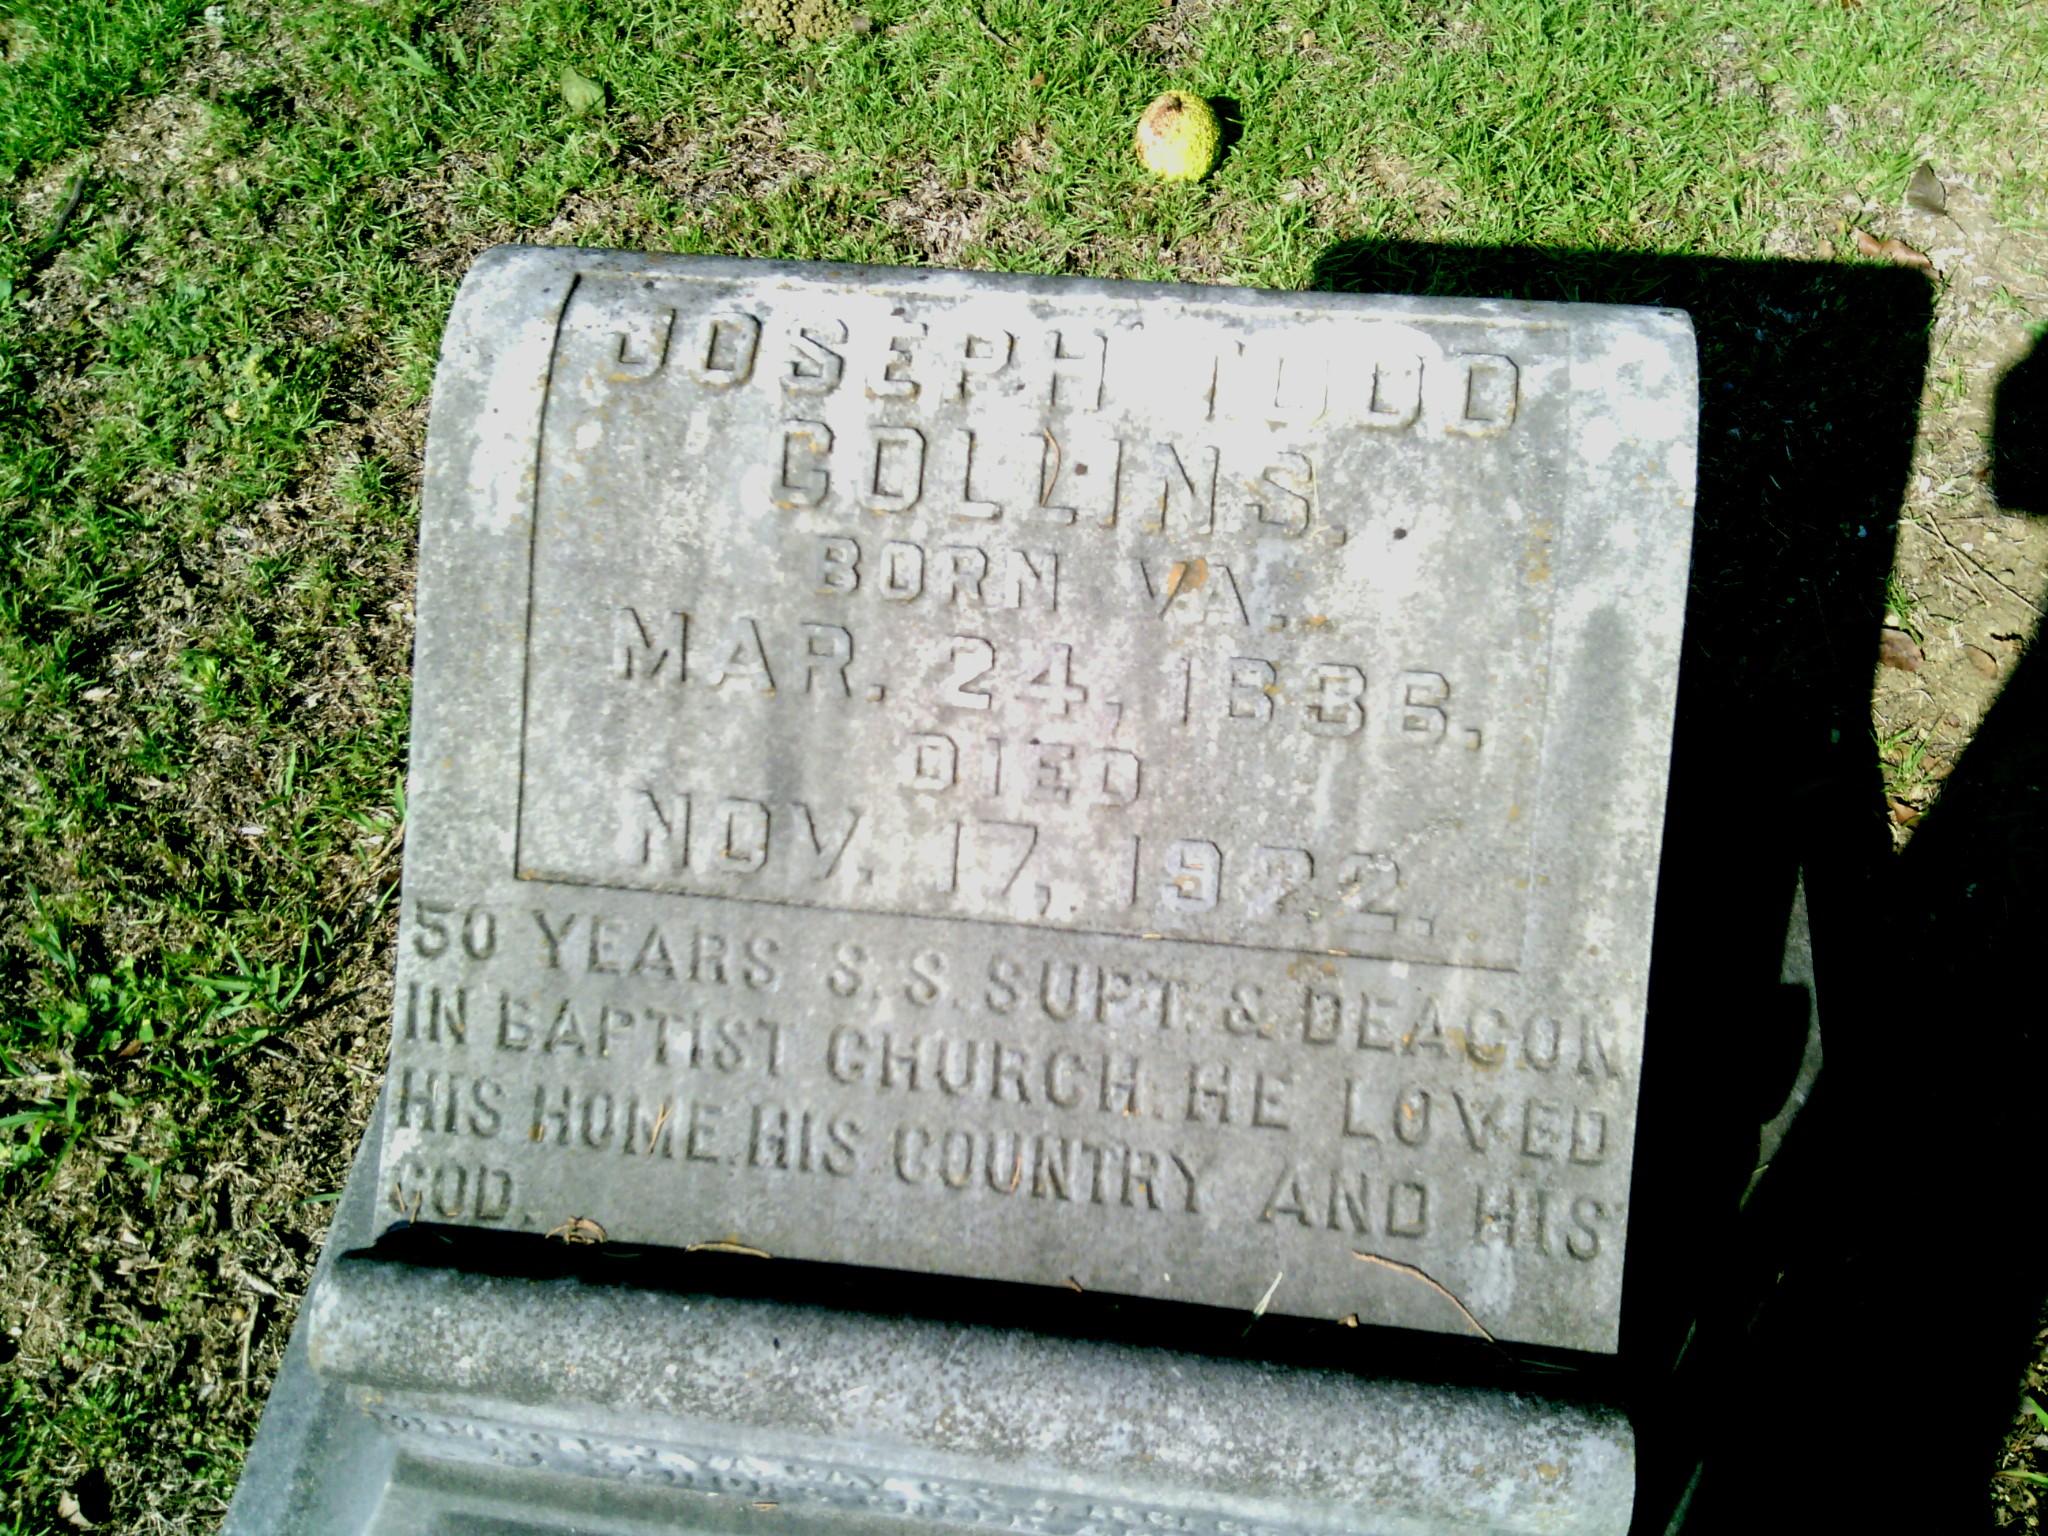 JOSEPH TODD
COLLINS.
BORN VA.
MAR. 24, 1836.
DIED
NOV. 17, 1922.
50 YEARS S. S. SUPT. & DEACON
IN BAPTIST CHURCH. HE LOVED
HIS HOME. HIS COUNTRY AND HIS
GOD.